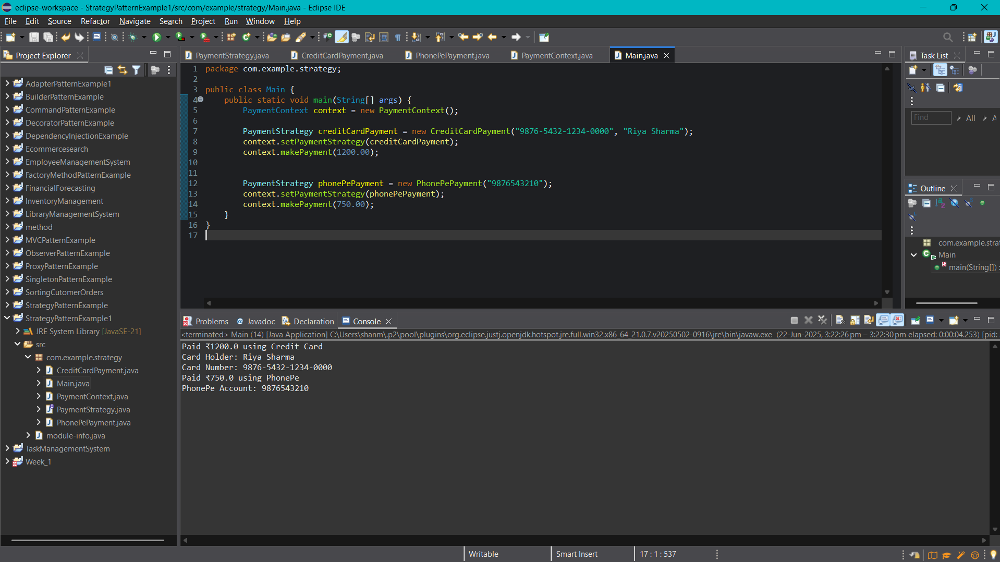 eclipse-workspace - StrategyPatternExample1/src/com/example/strategy/Main.java - Eclipse IDE
File Edit Source Refactor Navigate Search Project Run Window Help
Project Explorer
AdapterPatternExample1
BuilderPatternExample
CommandPatternExample
DecoratorPatternExample
DependencyInjectionExample
Ecommercesearch
EmployeeManagementSystem
FactoryMethodPatternExample
FinancialForecasting
InventoryManagement
LibraryManagementSystem
method
MVCPatternExample
ObserverPatternExample
ProxyPatternExample
SingletonPatternExample
SortingCutomerOrders
StrategyPatternExample
StrategyPatternExample1
JRE System Library [JavaSE-21]
src
com.example.strategy
CreditCardPayment.java
Main.java
PaymentContext.java
PaymentStrategy.java
PhonePePayment.java
module-info.java
TaskManagementSystem
Week_1
PaymentStrategy.java CreditCardPayment.java PhonePePayment.java PaymentContext.java Main.java
1 package com.example.strategy;
2
3 public class Main {
4 public static void main(String[] args) {
5 PaymentContext context = new PaymentContext();
6
7 PaymentStrategy creditCardPayment = new CreditCardPayment("9876-5432-1234-0000", "Riya Sharma");
8 context.setPaymentStrategy(creditCardPayment);
9 context.makePayment(1200.00);
10
11
12 PaymentStrategy phonePePayment = new PhonePePayment("9876543210");
13 context.setPaymentStrategy(phonePePayment);
14 context.makePayment(750.00);
15 }
16 }
17
Task List
Find All A
Outline
com.example.strat
Main
main(String[]) :
Problems Javadoc Declaration Console
<terminated> Main (14) [Java Application] C:\Users\shanm\.p2\pool\plugins\org.eclipse.justj.openjdk.hotspot.jre.full.win32.x86_64_21.0.7.v20250502-0916\jre\bin\javaw.exe (22-Jun-2025, 3:22:26 pm – 3:22:30 pm elapsed: 0:00:04.253) [pid:
Paid ₹1200.0 using Credit Card
Card Holder: Riya Sharma
Card Number: 9876-5432-1234-0000
Paid ₹750.0 using PhonePe
PhonePe Account: 9876543210
Writable Smart Insert 17 : 1 : 537